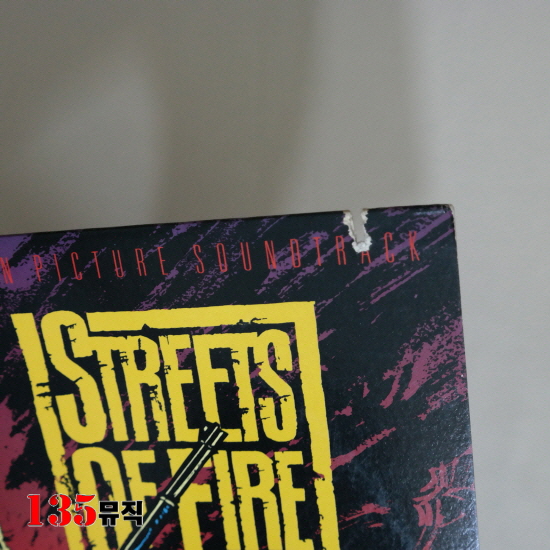 N PICTURE SOUNDTRACK
STREETS
OF FIRE
135뮤직